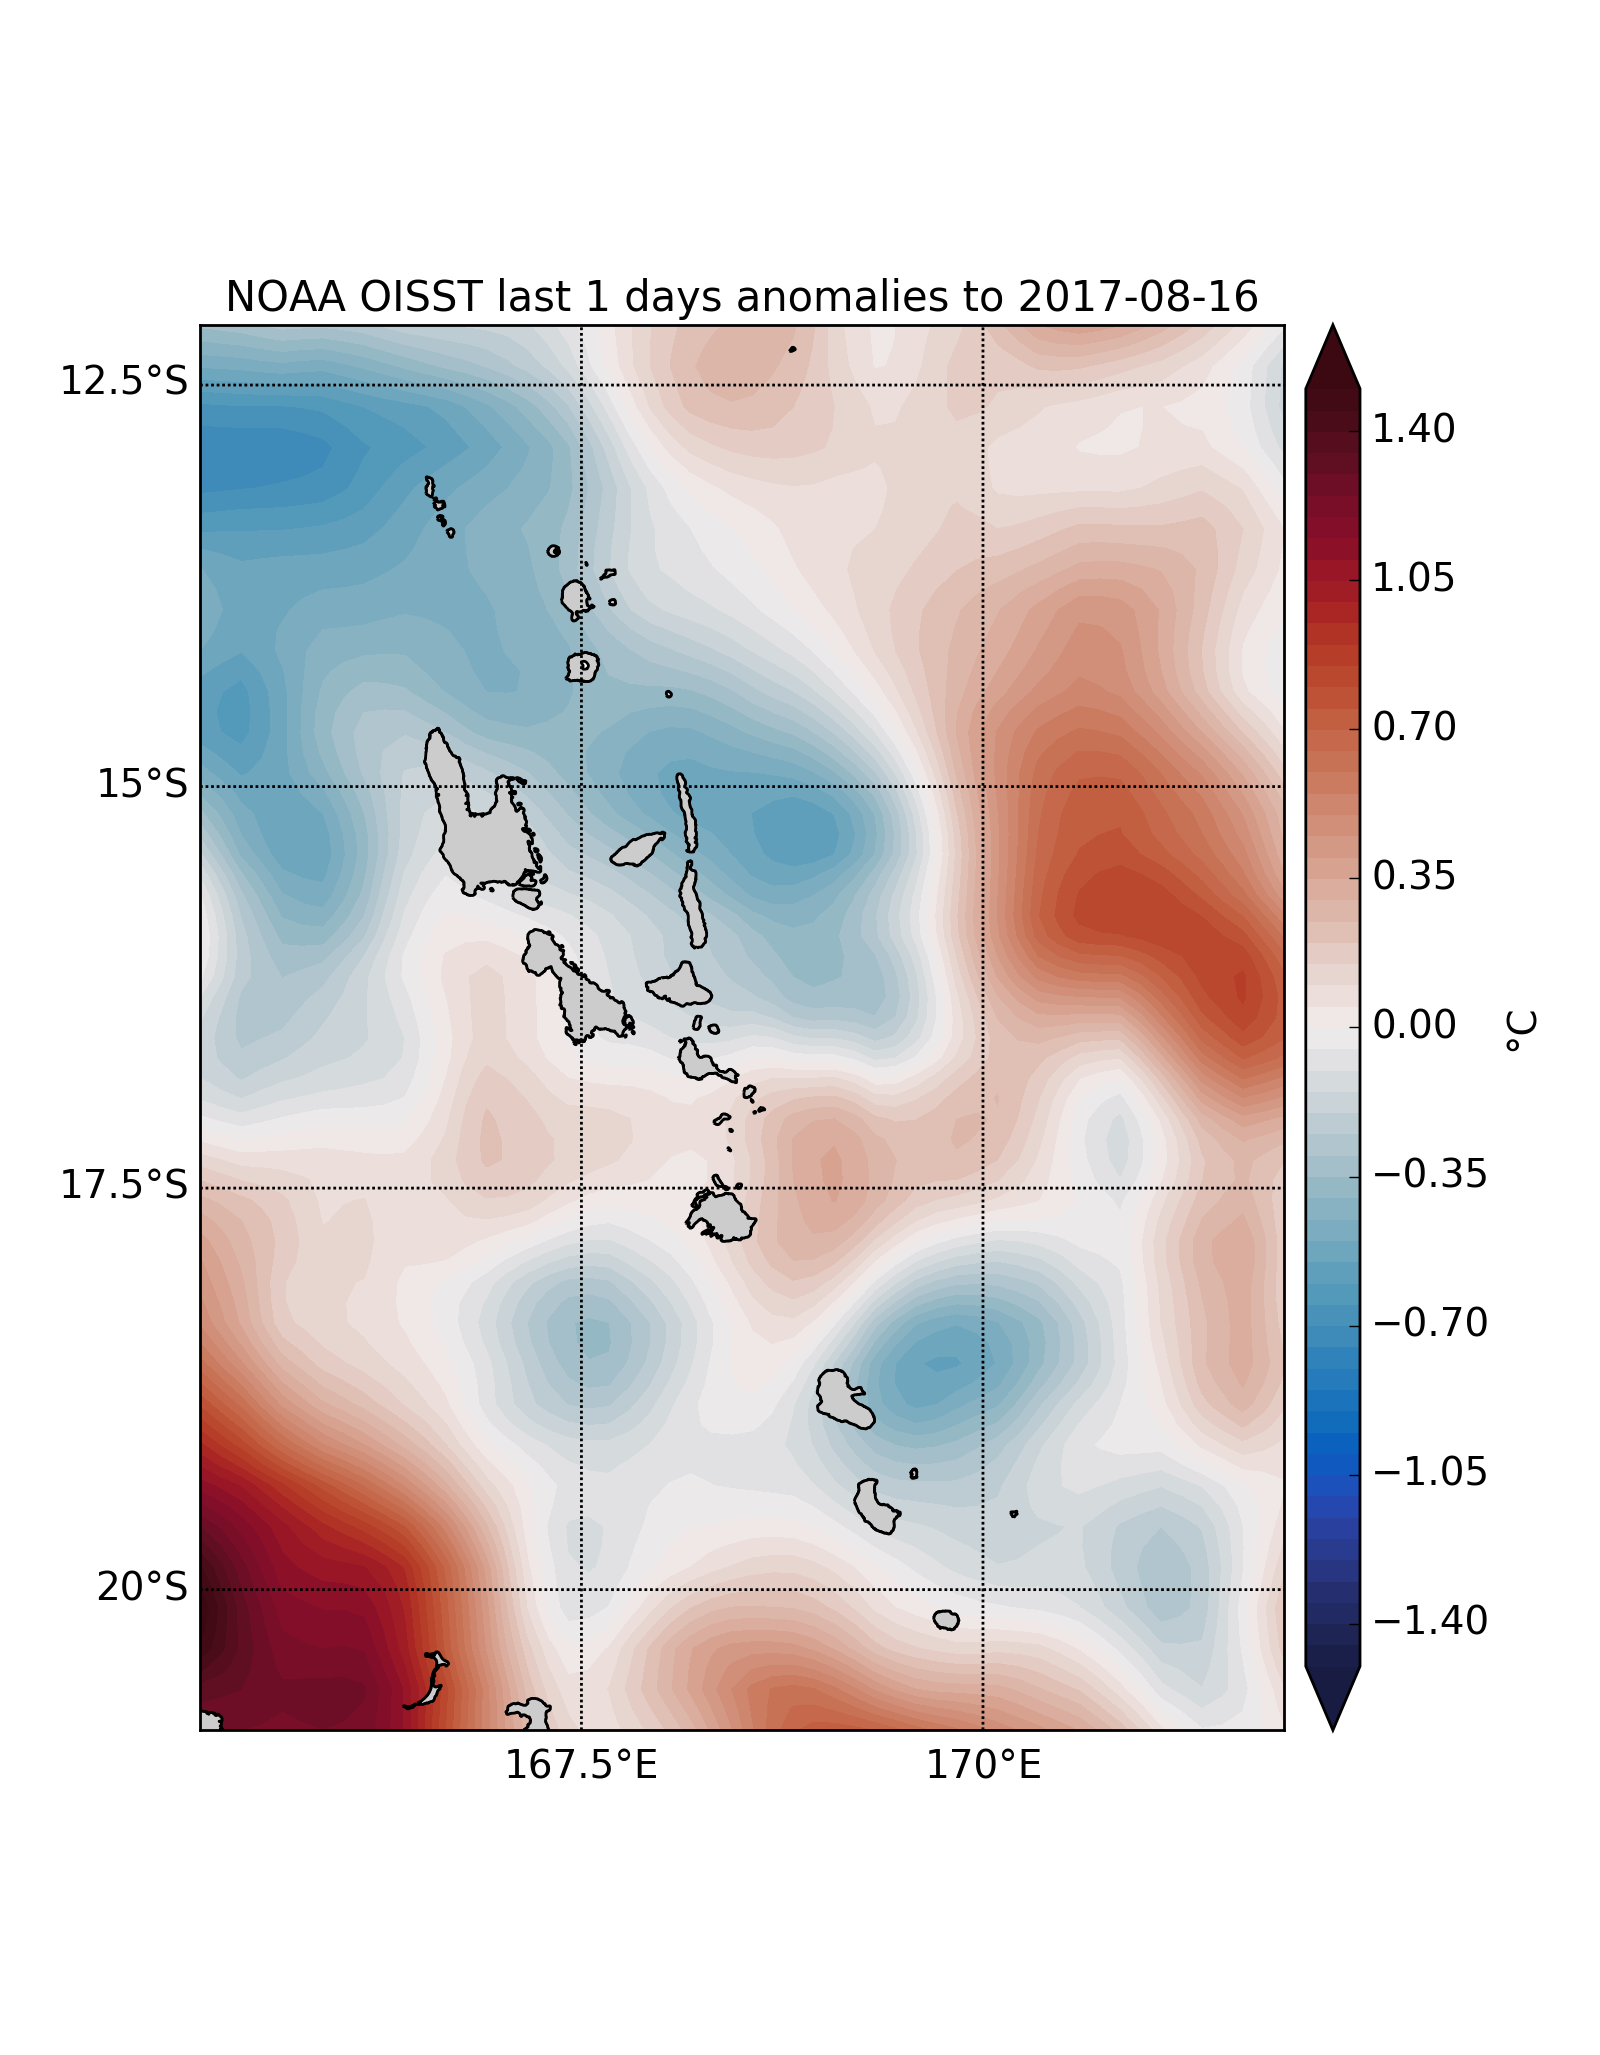 NOAA OISST last 1 days anomalies to 2017-08-16
12.5°S
15°S
17.5°S
20°S
167.5°E
170°E
1.40
1.05
0.70
0.35
0.00
−0.35
−0.70
−1.05
−1.40
°C